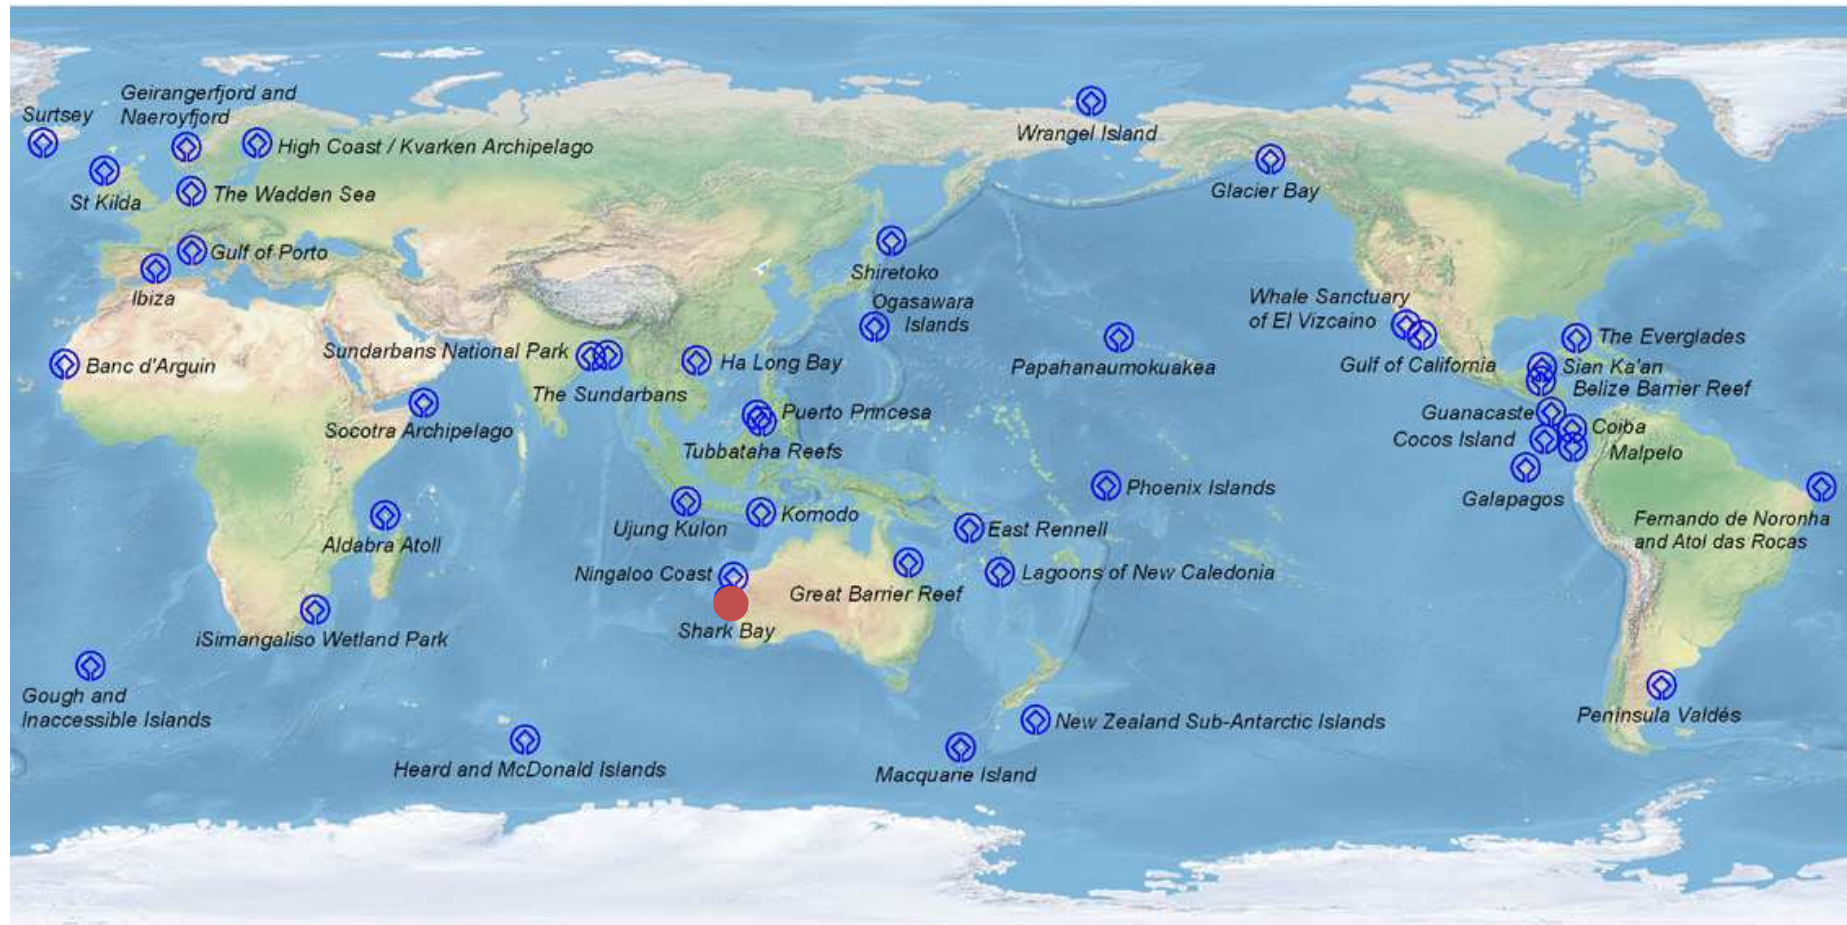 Geirangerfjord and
Naeroyfjord
Surtsey
High Coast / Kvarken Archipelago
Wrangel Island
St Kilda
The Wadden Sea
Glacier Bay
Gulf of Porto
Ibiza
Shiretoko
Ogasawara
Islands
Whale Sanctuary
of El Vizcaino
The Everglades
Banc d'Arguin
Sundarbans National Park
Ha Long Bay
Papahanaumokuakea
Gulf of California
Sian Ka'an
The Sundarbans
Belize Barrier Reef
Socotra Archipelago
Puerto Princesa
Guanacaste
Coiba
Tubbataha Reefs
Cocos Island
Malpelo
Phoenix Islands
Galapagos
Ujung Kulon
Komodo
East Rennell
Fernando de Noronha
and Atol das Rocas
Aldabra Atoll
Ningaloo Coast
Great Barrier Reef
Lagoons of New Caledonia
Shark Bay
iSimangaliso Wetland Park
Gough and
Inaccessible Islands
New Zealand Sub-Antarctic Islands
Peninsula Valdés
Heard and McDonald Islands
Macquarie Island